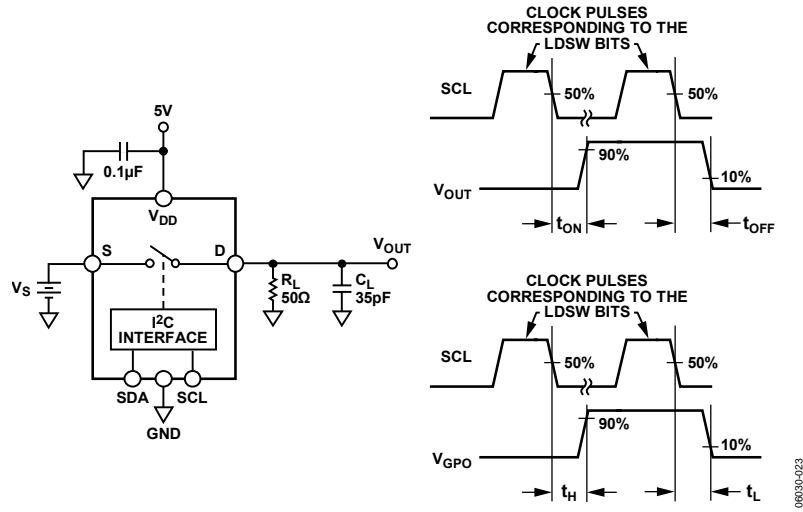 5V
0.1µF
VDD
S
D
VOUT
VS
RL
50Ω
CL
35pF
I2C
INTERFACE
SDA
SCL
GND
CLOCK PULSES
CORRESPONDING TO THE
LDSW BITS
SCL
50%
50%
90%
10%
VOUT
tON
tOFF
CLOCK PULSES
CORRESPONDING TO THE
LDSW BITS
SCL
50%
50%
90%
10%
VGPO
tH
tL
06030-023